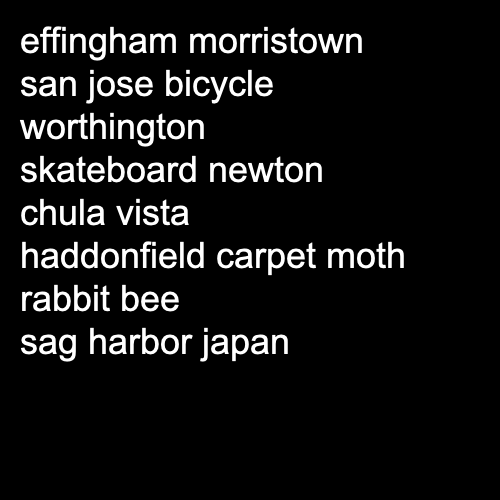 effingham morristown
san jose bicycle
worthington
skateboard newton
chula vista
haddonfield carpet moth
rabbit bee
sag harbor japan